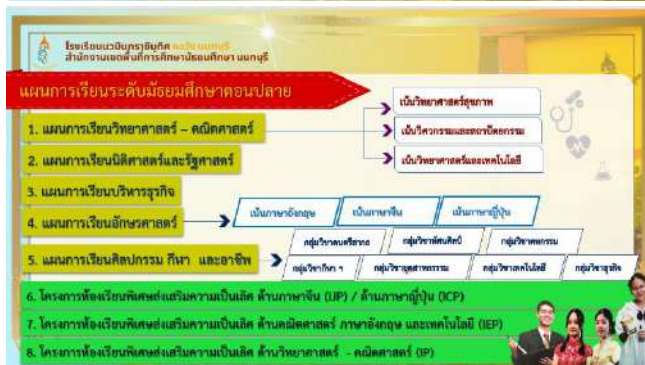 โรงเรียนนวมินทราชินูทิศ หอวัง นนทบุรี
สำนักงานเขตพื้นที่การศึกษามัธยมศึกษา นนทบุรี
แผนการเรียนระดับมัธยมศึกษาตอนปลาย
1. แผนการเรียนวิทยาศาสตร์ – คณิตศาสตร์
เน้นวิทยาศาสตร์สุขภาพ
เน้นวิศวกรรมและสถาปัตยกรรม
เน้นวิทยาศาสตร์และเทคโนโลยี
2. แผนการเรียนนิติศาสตร์และรัฐศาสตร์
3. แผนการเรียนบริหารธุรกิจ
4. แผนการเรียนอักษรศาสตร์
เน้นภาษาอังกฤษ เน้นภาษาจีน เน้นภาษาญี่ปุ่น
5. แผนการเรียนศิลปกรรม กีฬา และอาชีพ
กลุ่มวิชาดนตรีสากล กลุ่มวิชาทัศนศิลป์ กลุ่มวิชาคหกรรม
กลุ่มวิชากีฬา ฯ กลุ่มวิชาอุตสาหกรรม กลุ่มวิชาเทคโนโลยี กลุ่มวิชาธุรกิจ
6. โครงการห้องเรียนพิเศษส่งเสริมความเป็นเลิศ ด้านภาษาจีน (IJP) / ด้านภาษาญี่ปุ่น (ICP)
7. โครงการห้องเรียนพิเศษส่งเสริมความเป็นเลิศ ด้านคณิตศาสตร์ ภาษาอังกฤษ และเทคโนโลยี (IEP)
8. โครงการห้องเรียนพิเศษส่งเสริมความเป็นเลิศ ด้านวิทยาศาสตร์ - คณิตศาสตร์ (IP)